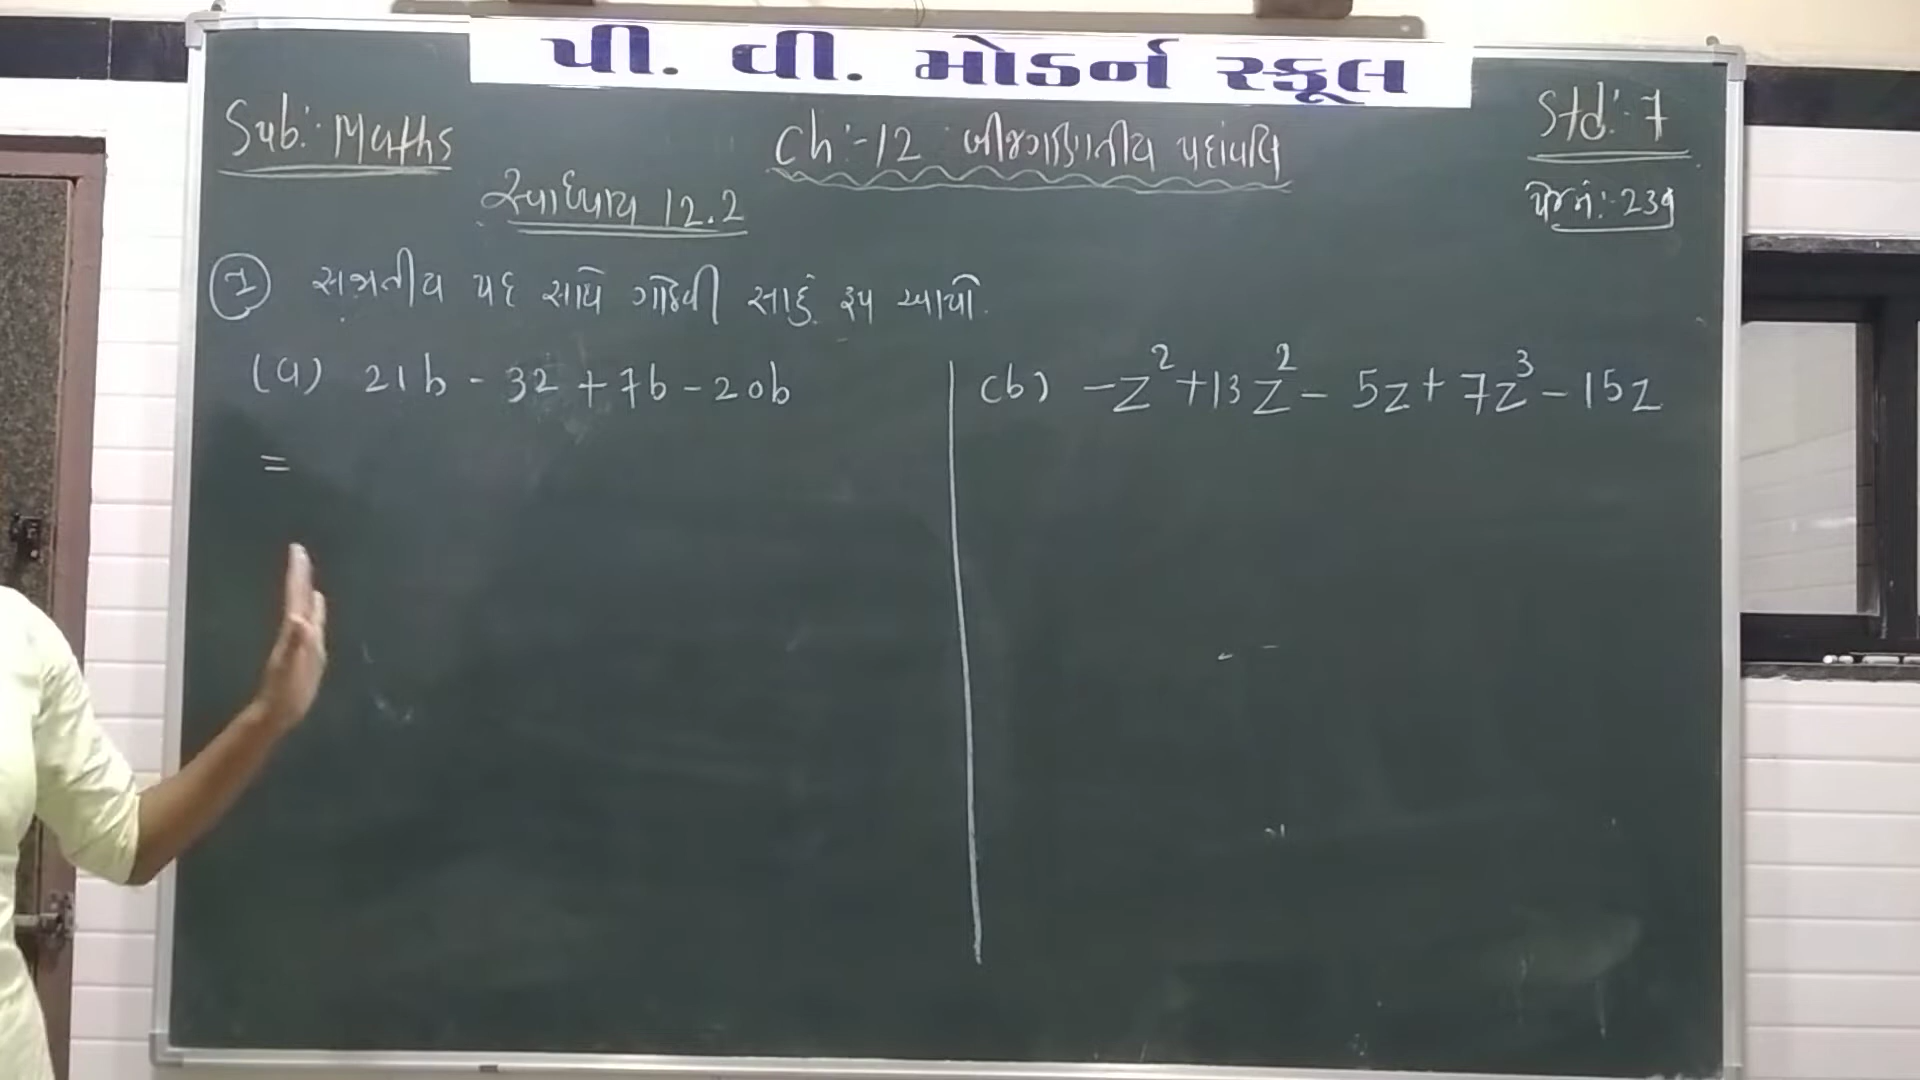 પી. વી. મોડર્ન સ્કૂલ
Sub:- Maths
Ch:-12 બીજગણિતીય પદાવલિ
Std:-7
સ્વાધ્યાય 12.2
પેજ નં:- 239
1 સજાતીય પદ સાથે ગોઠવી સાદું રૂપ આપો.
(a) 21b - 32 + 7b - 20b
(b) -z² + 13z² - 5z + 7z³ - 15z
=